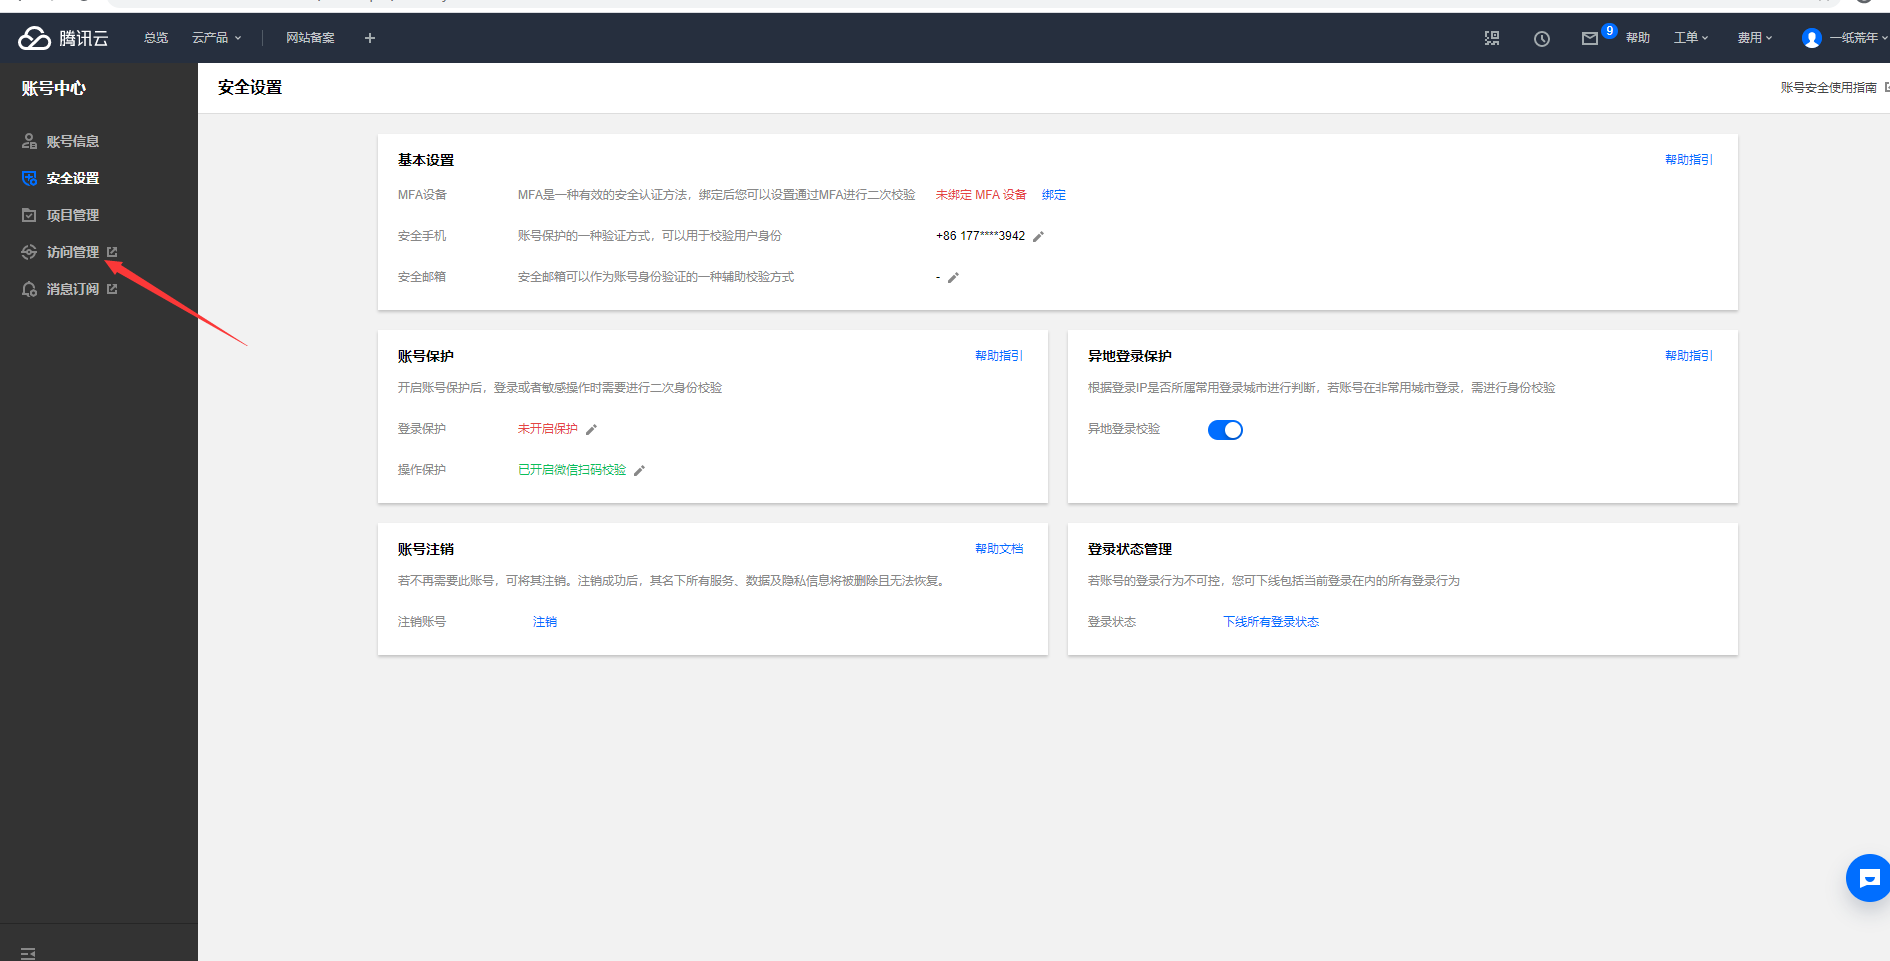 腾讯云 总览 云产品 网站备案 + 9 帮助 工单 费用 一纸荒年
账号中心
账号信息
安全设置
项目管理
访问管理
消息订阅
安全设置 账号安全使用指南
基本设置 帮助指引
MFA设备 MFA是一种有效的安全认证方法，绑定后您可以设置通过MFA进行二次校验 未绑定 MFA 设备 绑定
安全手机 账号保护的一种验证方式，可以用于校验用户身份 +86 177****3942
安全邮箱 安全邮箱可以作为账号身份验证的一种辅助校验方式 -
账号保护 帮助指引
开启账号保护后，登录或者敏感操作时需要进行二次身份校验
登录保护 未开启保护
操作保护 已开启微信扫码校验
异地登录保护 帮助指引
根据登录IP是否所属常用登录城市进行判断，若账号在非常用城市登录，需进行身份校验
异地登录校验
账号注销 帮助文档
若不再需要此账号，可将其注销。注销成功后，其名下所有服务、数据及隐私信息将被删除且无法恢复。
注销账号 注销
登录状态管理
若账号的登录行为不可控，您可下线包括当前登录在内的所有登录行为
登录状态 下线所有登录状态